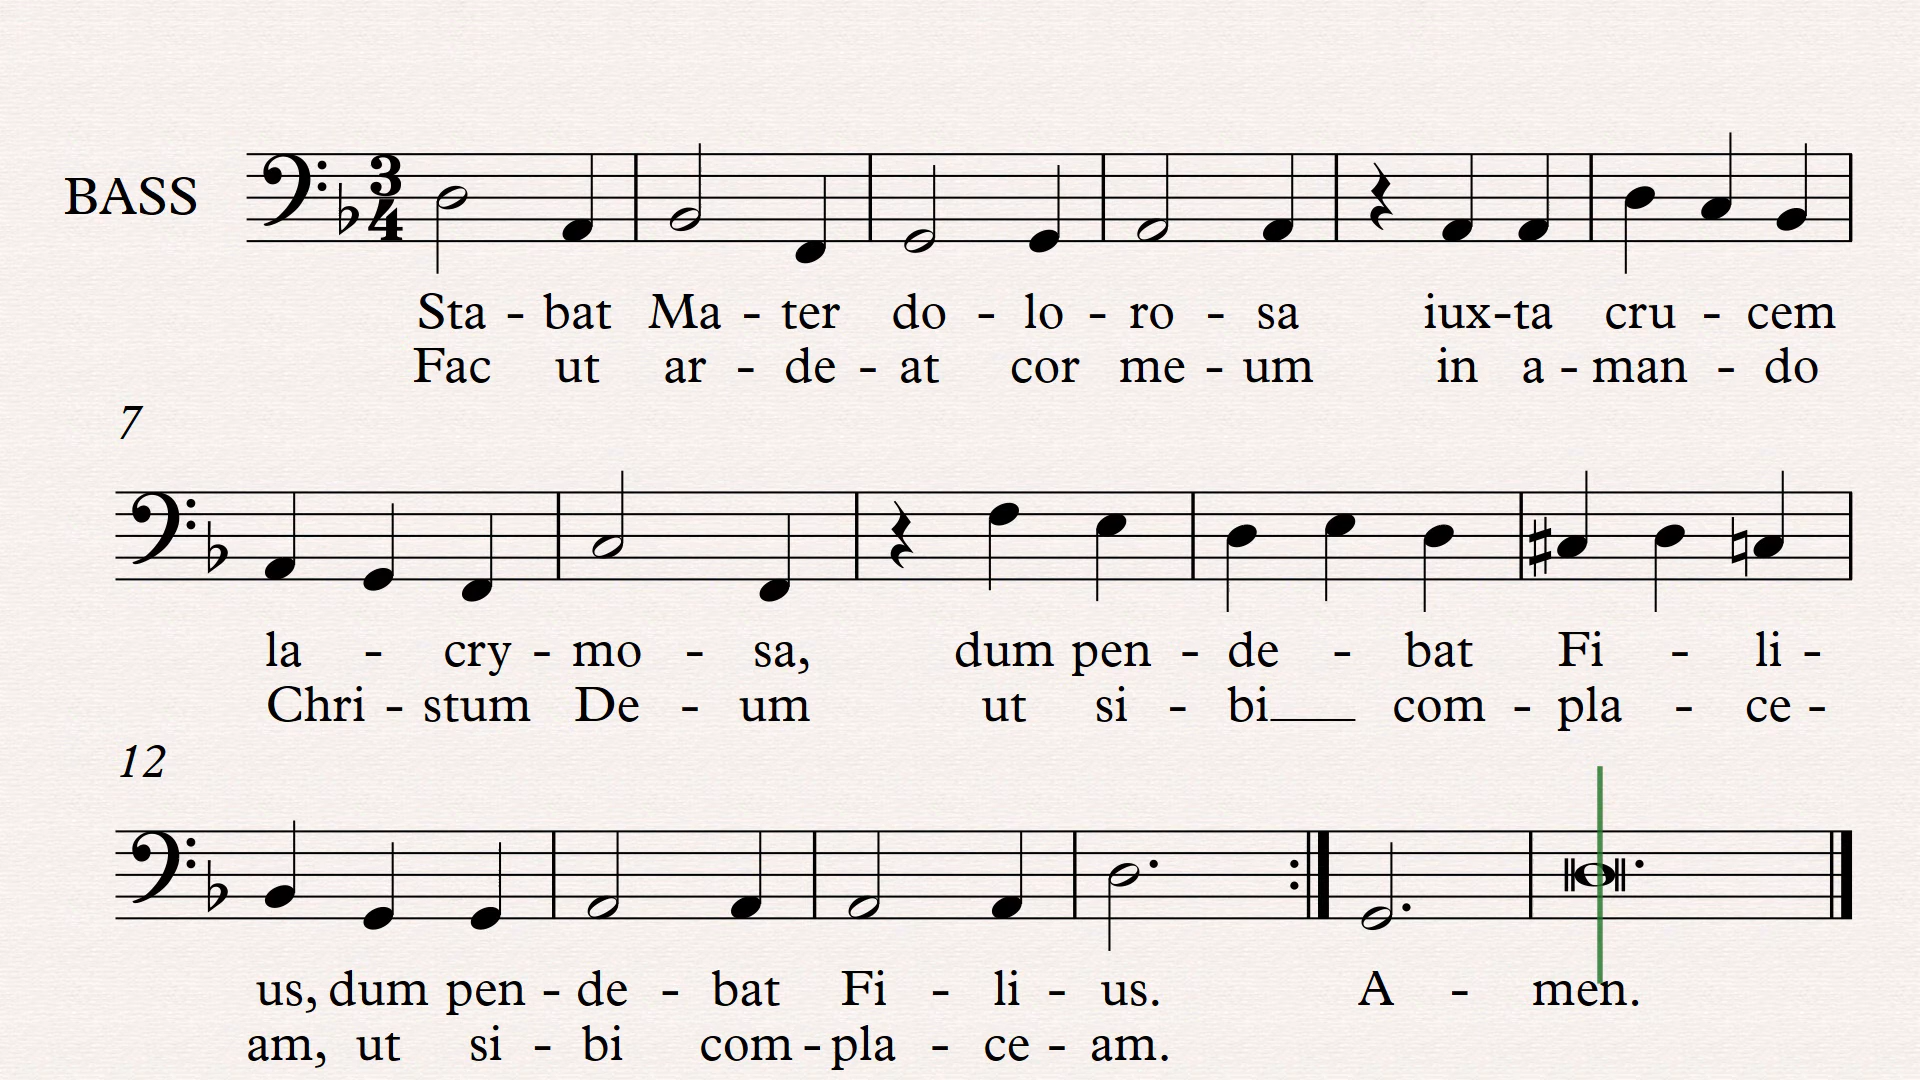 BASS
3
4
Sta - bat Ma - ter do - lo - ro - sa iux-ta cru - cem
Fac ut ar - de - at cor me - um in a - man - do
7
la - cry - mo - sa, dum pen - de - bat Fi - li -
Chri - stum De - um ut si - bi___ com - pla - ce -
12
us, dum pen - de - bat Fi - li - us. A - men.
am, ut si - bi com - pla - ce - am.